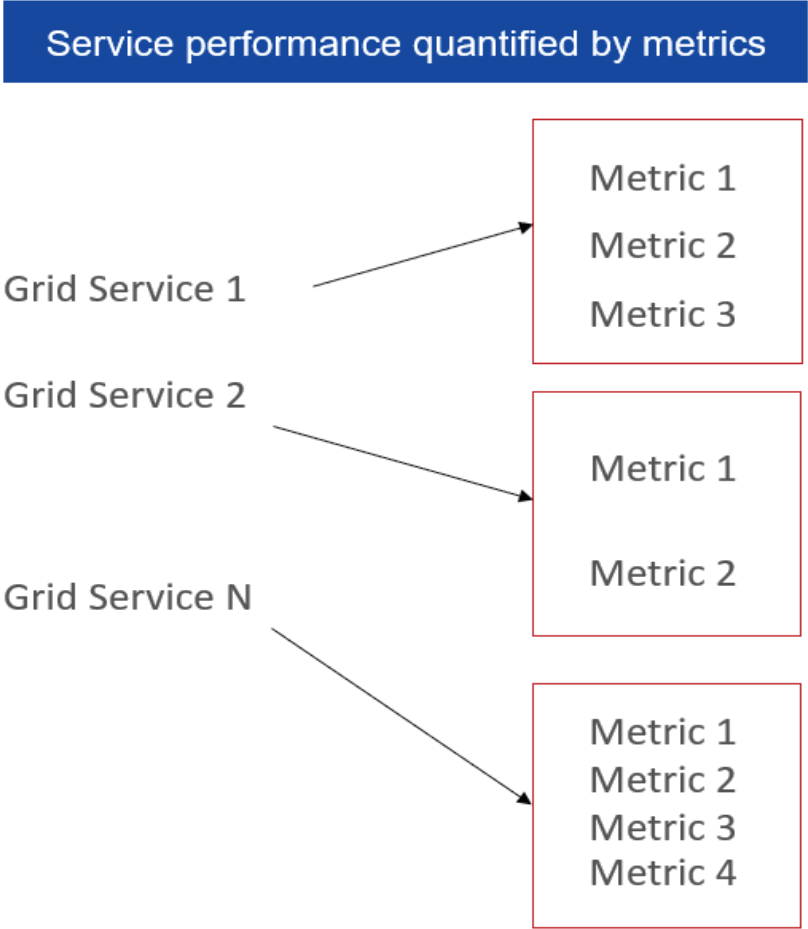 Service performance quantified by metrics
Grid Service 1
Metric 1
Metric 2
Metric 3
Grid Service 2
Metric 1
Metric 2
Grid Service N
Metric 1
Metric 2
Metric 3
Metric 4